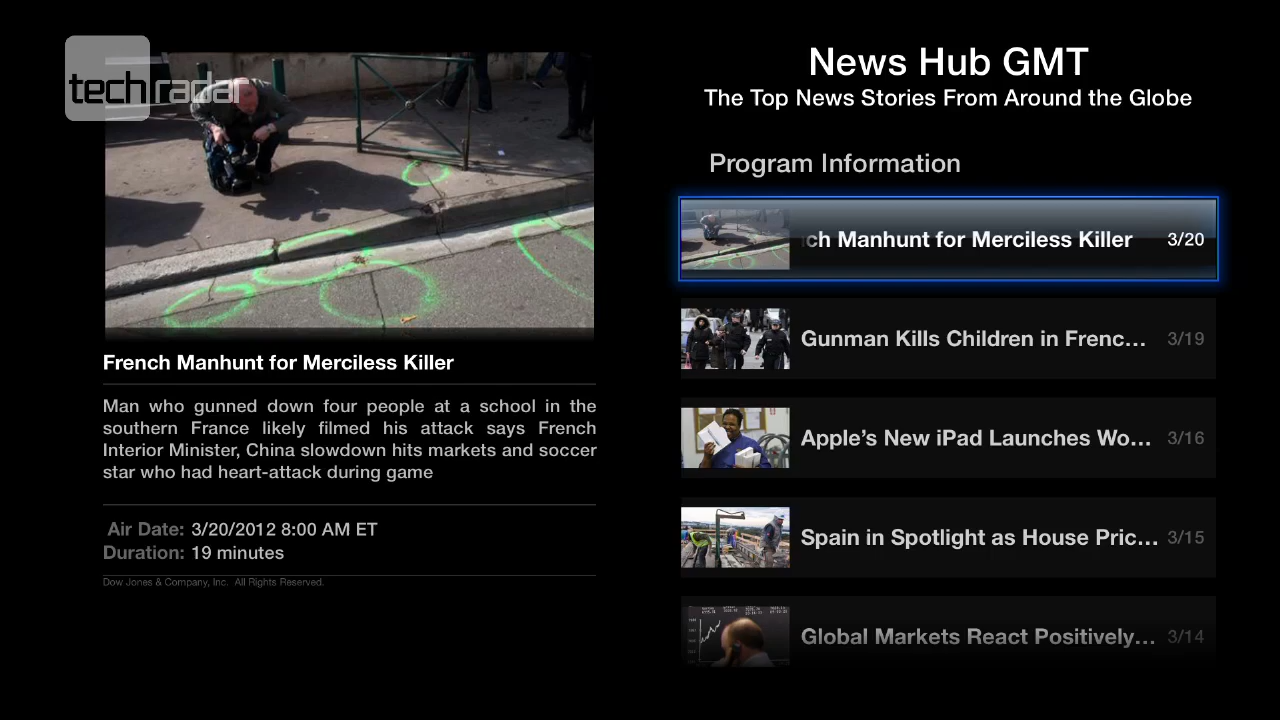 techradar
News Hub GMT
The Top News Stories From Around the Globe
Program Information
ch Manhunt for Merciless Killer 3/20
Gunman Kills Children in Frenc... 3/19
Apple's New iPad Launches Wo... 3/16
Spain in Spotlight as House Pric... 3/15
Global Markets React Positively... 3/14
French Manhunt for Merciless Killer
Man who gunned down four people at a school in the
southern France likely filmed his attack says French
Interior Minister, China slowdown hits markets and soccer
star who had heart-attack during game
Air Date: 3/20/2012 8:00 AM ET
Duration: 19 minutes
Dow Jones & Company, Inc. All Rights Reserved.